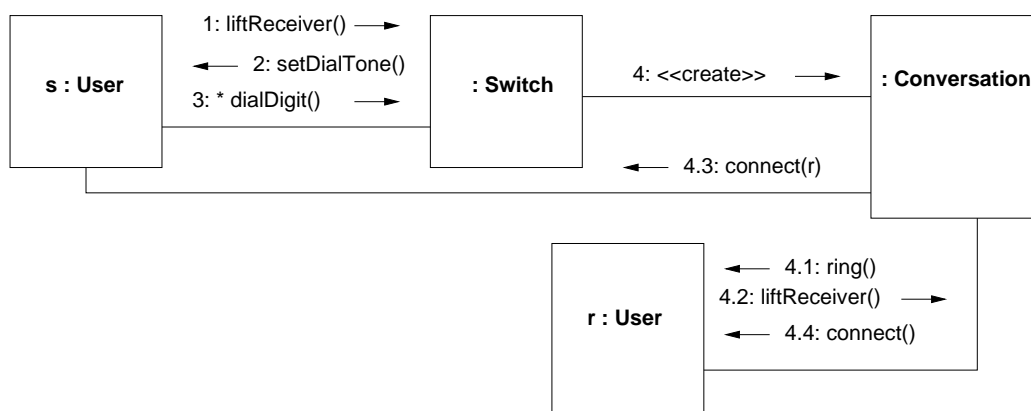 1: liftReceiver()
2: setDialTone()
3: * dialDigit()
s : User
: Switch
4: <<create>>
: Conversation
4.3: connect(r)
4.1: ring()
4.2: liftReceiver()
4.4: connect()
r : User